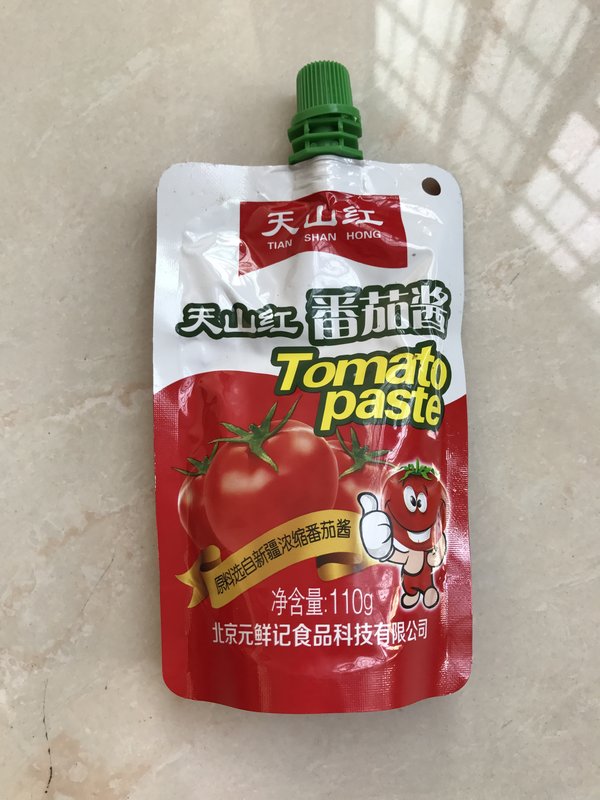 天山红
TIAN SHAN HONG
天山红 番茄酱
Tomato
paste
原料选自新疆浓缩番茄酱
净含量:110g
北京元鲜记食品科技有限公司